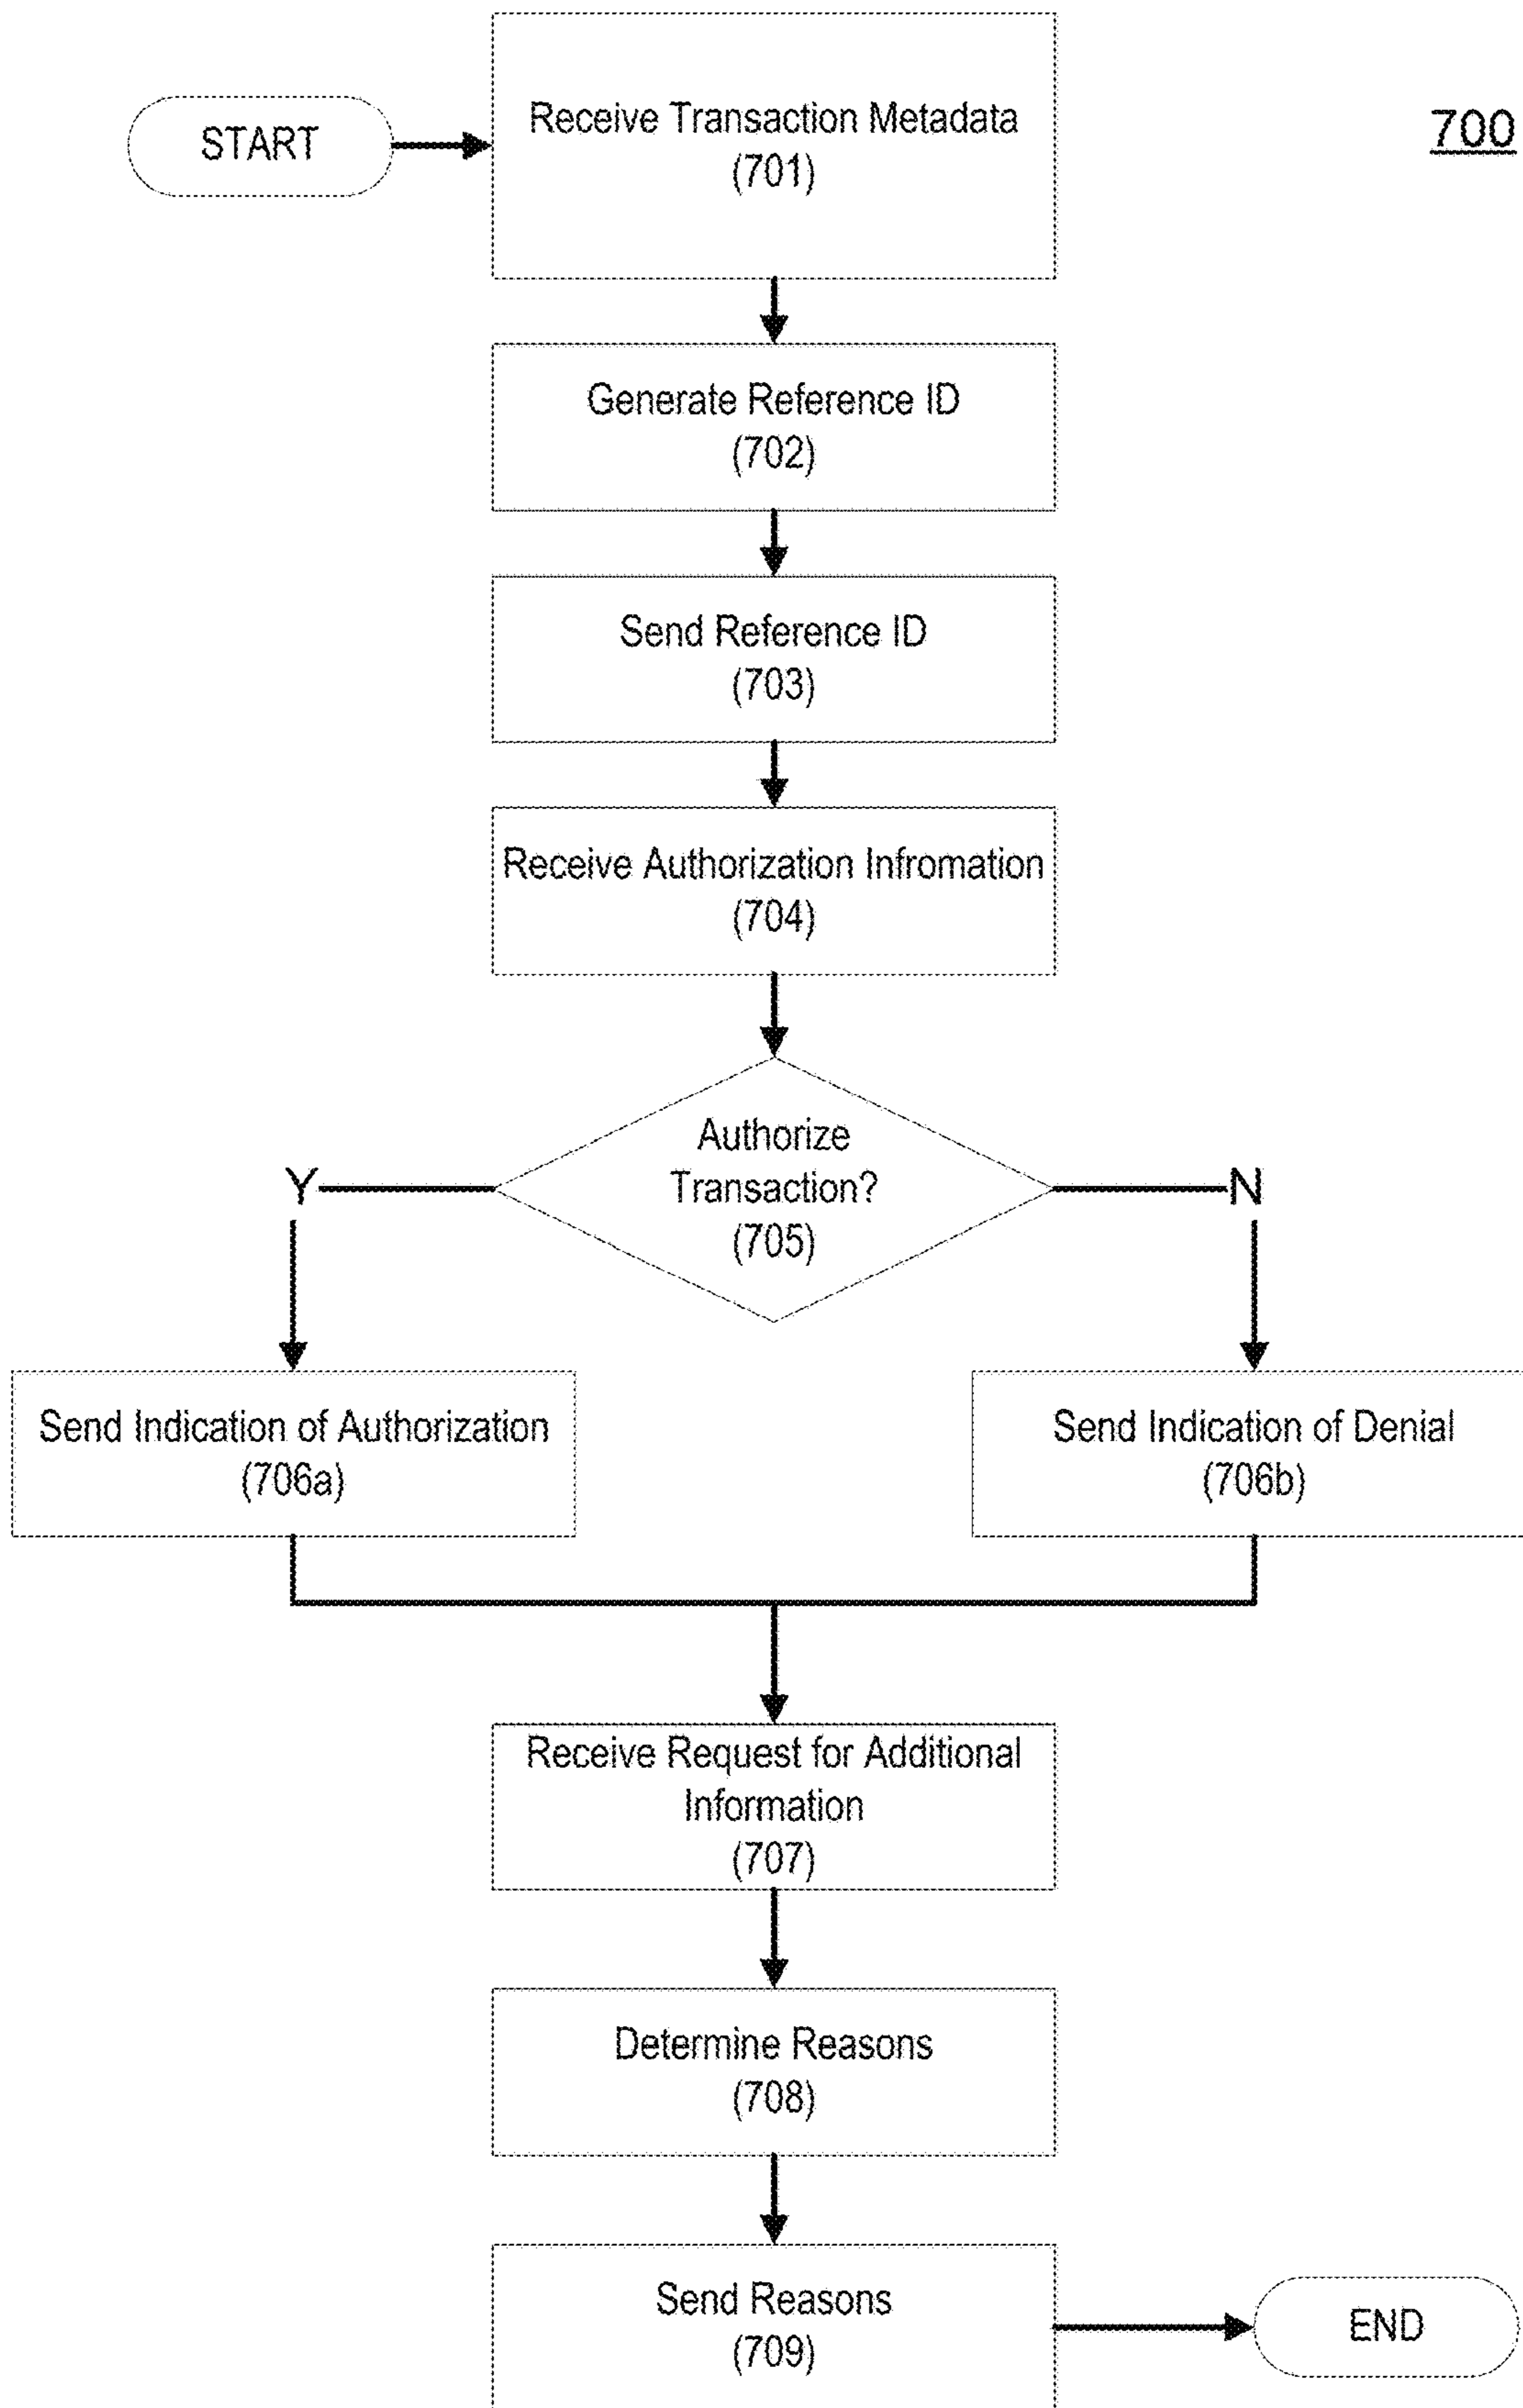 START
Receive Transaction Metadata
(701)
700
Generate Reference ID
(702)
Send Reference ID
(703)
Receive Authorization Infromation
(704)
Authorize
Transaction?
(705)
Y
N
Send Indication of Authorization
(706a)
Send Indication of Denial
(706b)
Receive Request for Additional
Information
(707)
Determine Reasons
(708)
Send Reasons
(709)
END